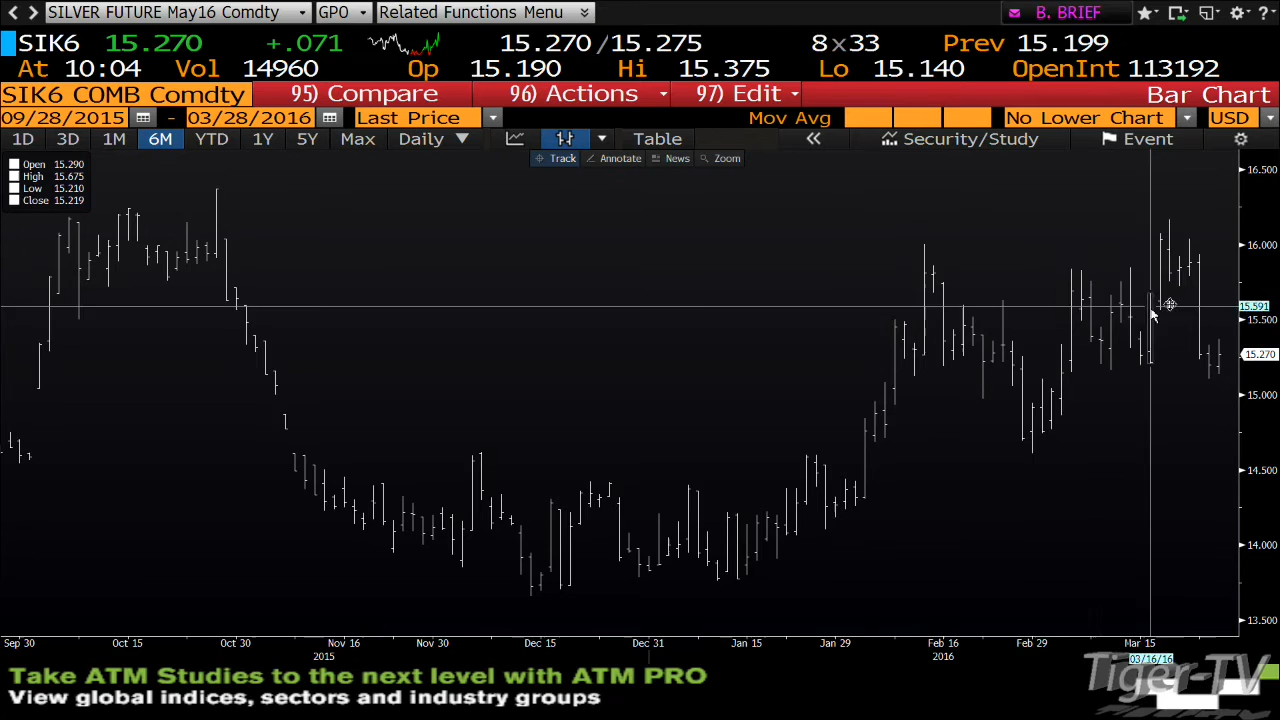 SILVER FUTURE May16 Comdty GPO Related Functions Menu B. BRIEF
SIK6 15.270 +.071 15.270/15.275 8x33 Prev 15.199
At 10:04 Vol 14960 Op 15.190 Hi 15.375 Lo 15.140 OpenInt 113192
SIK6 COMB Comdty 95) Compare 96) Actions 97) Edit Bar Chart
09/28/2015 - 03/28/2016 Last Price Mov Avg No Lower Chart USD
1D 3D 1M 6M YTD 1Y 5Y Max Daily Table Security/Study Event
Track Annotate News Zoom
Open 15.290
High 15.675
Low 15.210
Close 15.219
16.500
16.000
15.591
15.500
15.270
15.000
14.500
14.000
13.500
Sep 30 Oct 15 Oct 30 Nov 16 Nov 30 Dec 15 Dec 31 Jan 15 Jan 29 Feb 16 Feb 29 Mar 15
2015 2016 03/16/16
Take ATM Studies to the next level with ATM PRO
View global indices, sectors and industry groups
Tiger-TV